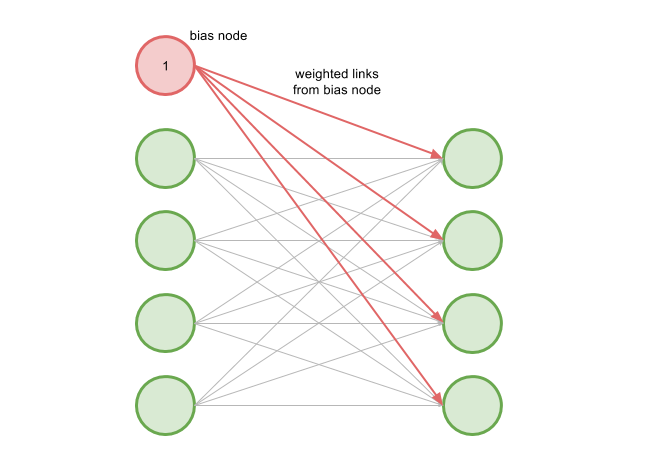 bias node
1
weighted links
from bias node